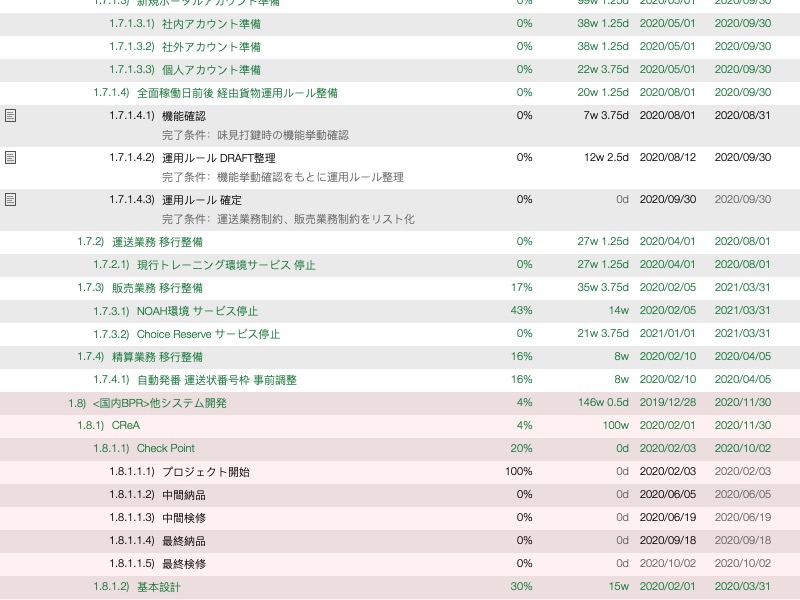 1.7.1.3) 新規ポータルアカウント準備 0% 99w 1.25d 2020/05/01 2020/09/30
1.7.1.3.1) 社内アカウント準備 0% 38w 1.25d 2020/05/01 2020/09/30
1.7.1.3.2) 社外アカウント準備 0% 38w 1.25d 2020/05/01 2020/09/30
1.7.1.3.3) 個人アカウント準備 0% 22w 3.75d 2020/05/01 2020/09/30
1.7.1.4) 全面稼働日前後 経由貨物運用ルール整備 0% 20w 1.25d 2020/08/01 2020/09/30
1.7.1.4.1) 機能確認 0% 7w 3.75d 2020/08/01 2020/08/31
完了条件: 味見打鍵時の機能挙動確認
1.7.1.4.2) 運用ルール DRAFT整理 0% 12w 2.5d 2020/08/12 2020/09/30
完了条件: 機能挙動確認をもとに運用ルール整理
1.7.1.4.3) 運用ルール 確定 0% 0d 2020/09/30 2020/09/30
完了条件: 運送業務制約、販売業務制約をリスト化
1.7.2) 運送業務 移行整備 0% 27w 1.25d 2020/04/01 2020/08/01
1.7.2.1) 現行トレーニング環境サービス 停止 0% 27w 1.25d 2020/04/01 2020/08/01
1.7.3) 販売業務 移行整備 17% 35w 3.75d 2020/02/05 2021/03/31
1.7.3.1) NOAH環境 サービス停止 43% 14w 2020/02/05 2021/03/31
1.7.3.2) Choice Reserve サービス停止 0% 21w 3.75d 2021/01/01 2021/03/31
1.7.4) 精算業務 移行整備 16% 8w 2020/02/10 2020/04/05
1.7.4.1) 自動発番 運送状番号枠 事前調整 16% 8w 2020/02/10 2020/04/05
1.8) <国内BPR>他システム開発 4% 146w 0.5d 2019/12/28 2020/11/30
1.8.1) CReA 4% 100w 2020/02/01 2020/11/30
1.8.1.1) Check Point 20% 0d 2020/02/03 2020/10/02
1.8.1.1.1) プロジェクト開始 100% 0d 2020/02/03 2020/02/03
1.8.1.1.2) 中間納品 0% 0d 2020/06/05 2020/06/05
1.8.1.1.3) 中間検修 0% 0d 2020/06/19 2020/06/19
1.8.1.1.4) 最終納品 0% 0d 2020/09/18 2020/09/18
1.8.1.1.5) 最終検修 0% 0d 2020/10/02 2020/10/02
1.8.1.2) 基本設計 30% 15w 2020/02/01 2020/03/31